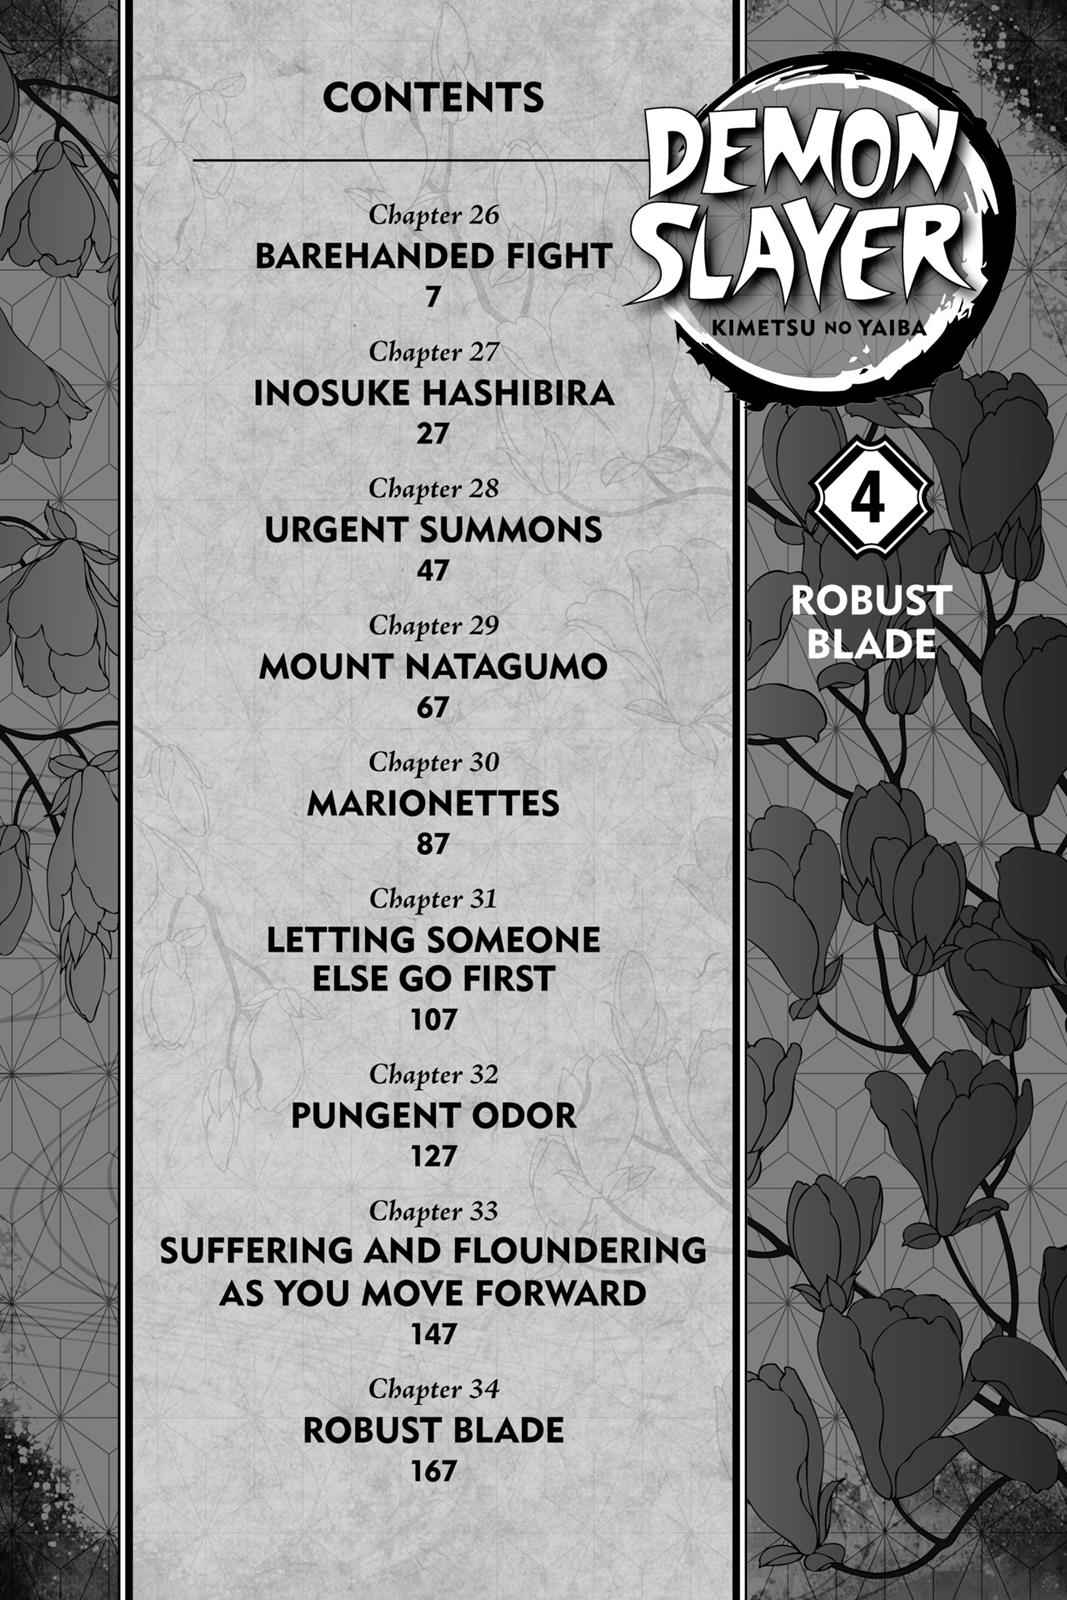 CONTENTS
Chapter 26
BAREHANDED FIGHT
7
Chapter 27
INOSUKE HASHIBIRA
27
Chapter 28
URGENT SUMMONS
47
Chapter 29
MOUNT NATAGUMO
67
Chapter 30
MARIONETTES
87
Chapter 31
LETTING SOMEONE
ELSE GO FIRST
107
Chapter 32
PUNGENT ODOR
127
Chapter 33
SUFFERING AND FLOUNDERING
AS YOU MOVE FORWARD
147
Chapter 34
ROBUST BLADE
167
DEMON
SLAYER
KIMETSU NO YAIBA
4
ROBUST
BLADE